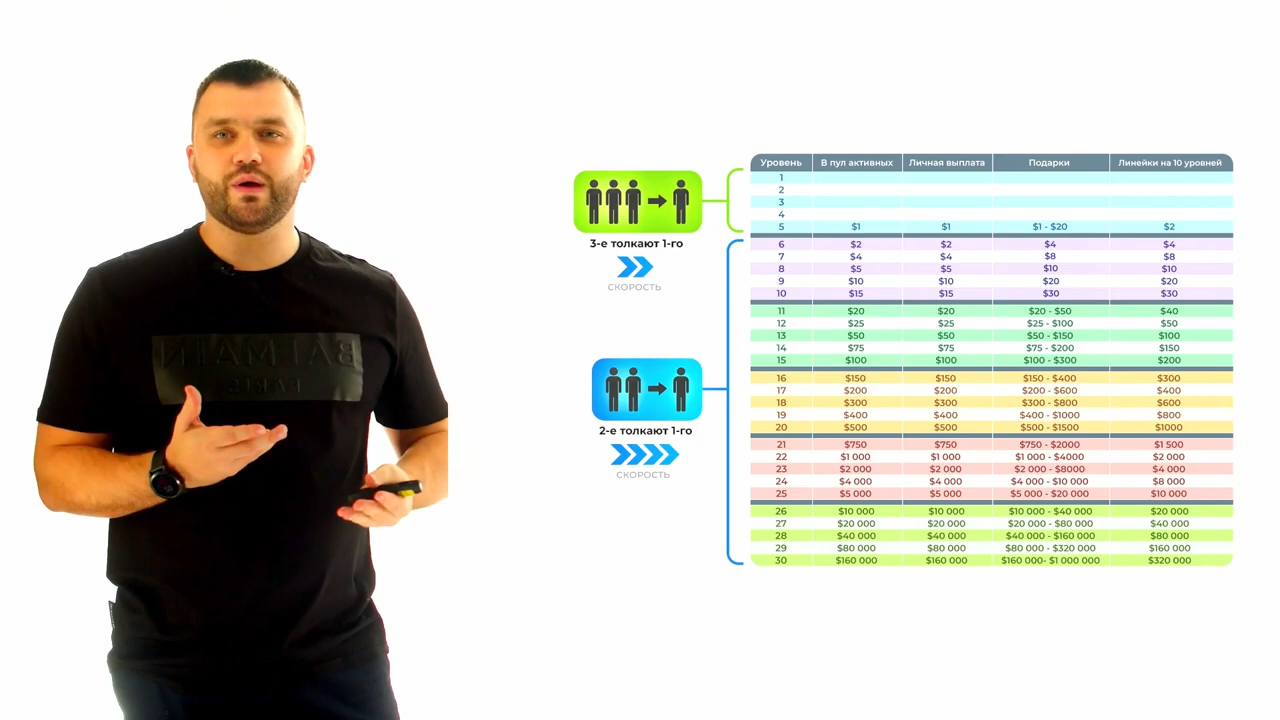 BALMAIN
PARIS
3-е толкают 1-го
СКОРОСТЬ
2-е толкают 1-го
СКОРОСТЬ
Уровень В пул активных Личная выплата Подарки Линейки на 10 уровней
1
2
3
4
5 $1 $1 $1 - $20 $2
6 $2 $2 $4 $4
7 $4 $4 $8 $8
8 $5 $5 $10 $10
9 $10 $10 $20 $20
10 $15 $15 $30 $30
11 $20 $20 $20 - $50 $40
12 $25 $25 $25 - $100 $50
13 $50 $50 $50 - $150 $100
14 $75 $75 $75 - $200 $150
15 $100 $100 $100 - $300 $200
16 $150 $150 $150 - $400 $300
17 $200 $200 $200 - $600 $400
18 $300 $300 $300 - $800 $600
19 $400 $400 $400 - $1000 $800
20 $500 $500 $500 - $1500 $1000
21 $750 $750 $750 - $2000 $1 500
22 $1 000 $1 000 $1 000 - $4000 $2 000
23 $2 000 $2 000 $2 000 - $8000 $4 000
24 $4 000 $4 000 $4 000 - $10 000 $8 000
25 $5 000 $5 000 $5 000 - $20 000 $10 000
26 $10 000 $10 000 $10 000 - $40 000 $20 000
27 $20 000 $20 000 $20 000 - $80 000 $40 000
28 $40 000 $40 000 $40 000 - $160 000 $80 000
29 $80 000 $80 000 $80 000 - $320 000 $160 000
30 $160 000 $160 000 $160 000- $1 000 000 $320 000